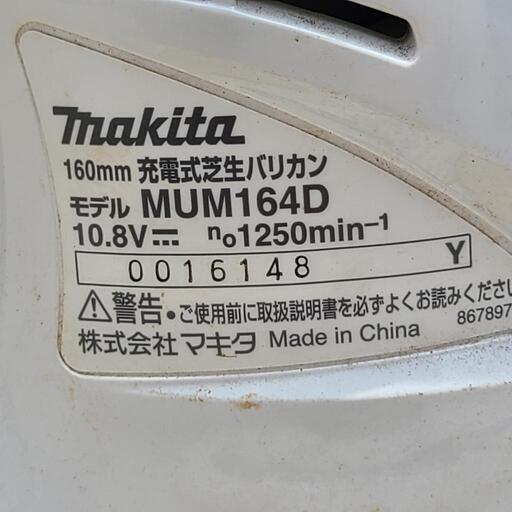 makita
160mm 充電式芝生バリカン
モデル MUM164D
10.8V⎓ n₀1250min⁻¹
0016148 Y
⚠警告・ご使用前に取扱説明書を必ずよくお読みくださ
867897
株式会社マキタ Made in China